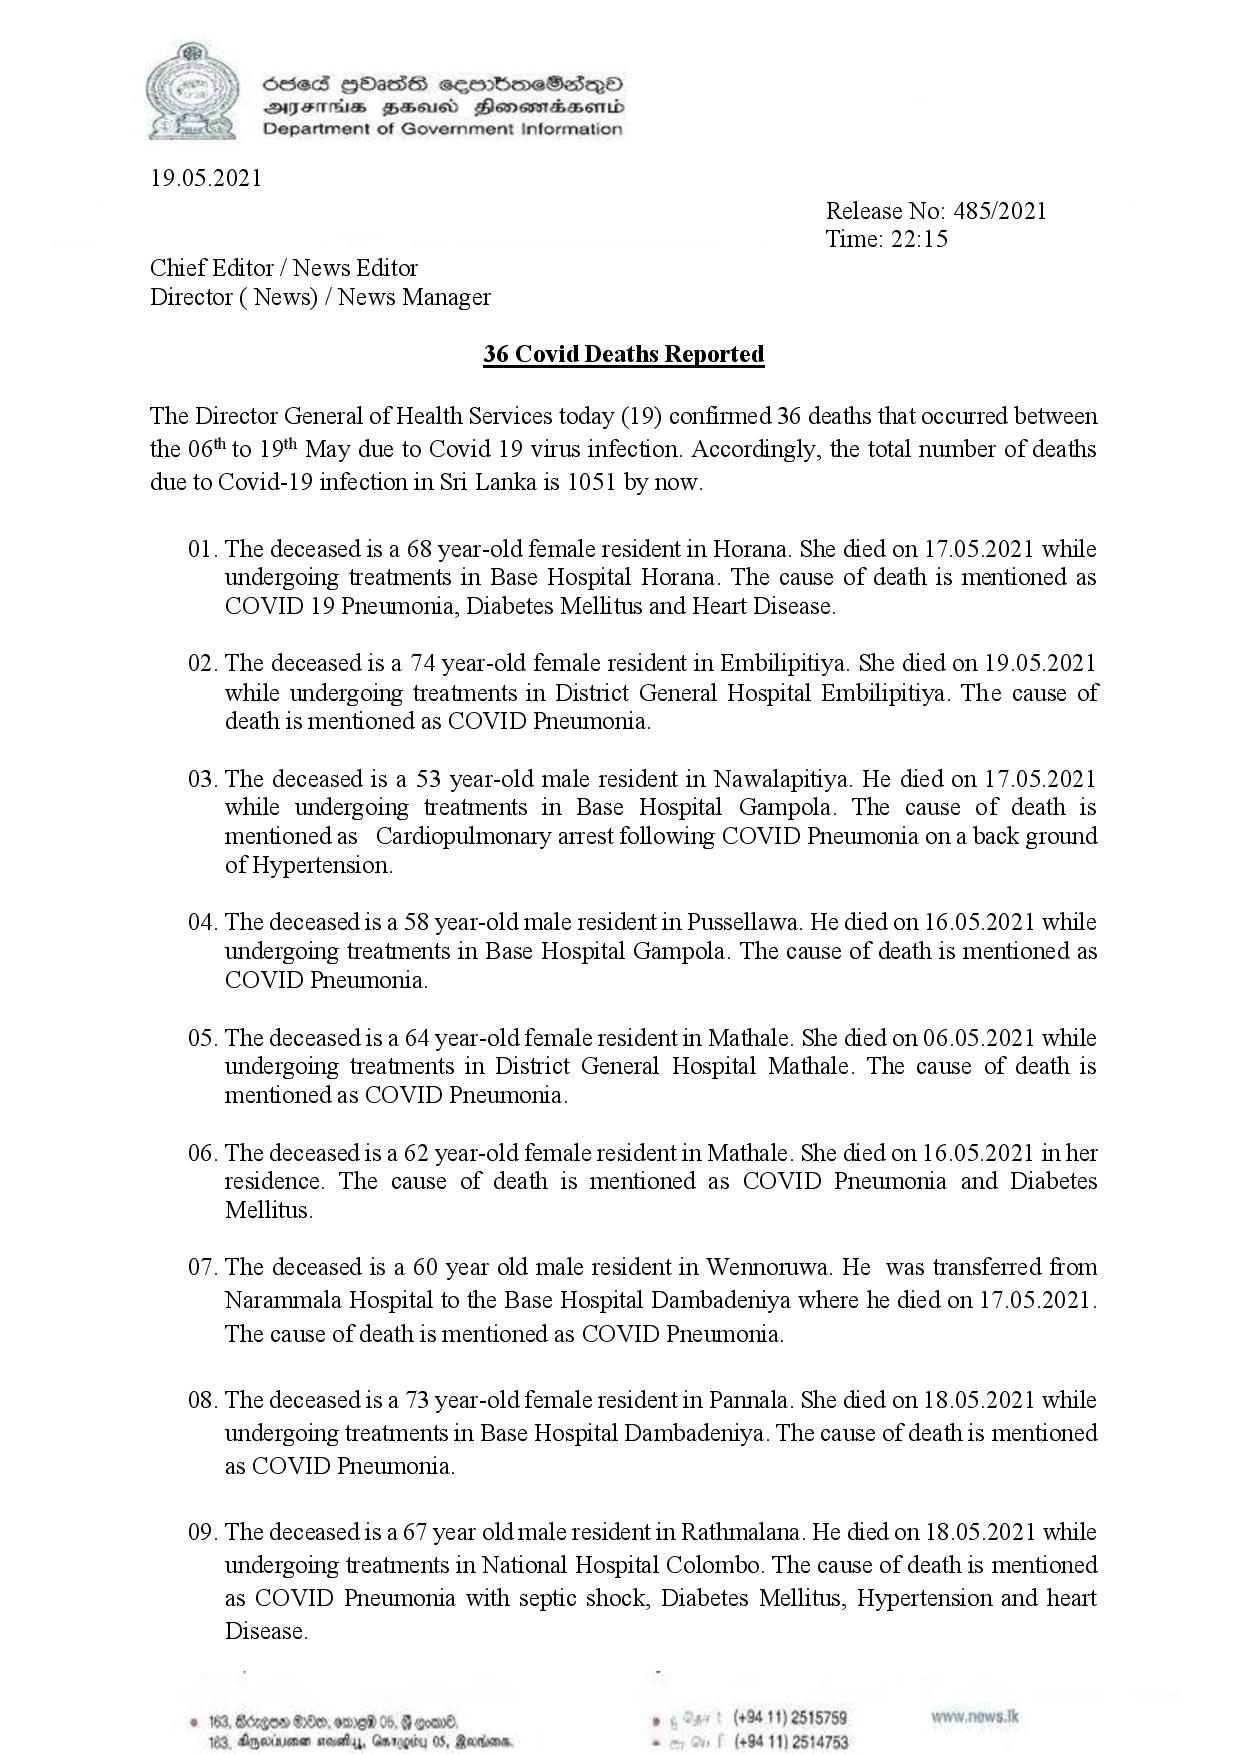 රජයේ ප්‍රවෘත්ති දෙපාර්තමේන්තුව
அரசாங்க தகவல் திணைக்களம்
Department of Government Information
19.05.2021
Release No: 485/2021
Time: 22:15
Chief Editor / News Editor
Director ( News) / News Manager
36 Covid Deaths Reported
The Director General of Health Services today (19) confirmed 36 deaths that occurred between
the 06th to 19th May due to Covid 19 virus infection. Accordingly, the total number of deaths
due to Covid-19 infection in Sri Lanka is 1051 by now.
01. The deceased is a 68 year-old female resident in Horana. She died on 17.05.2021 while
undergoing treatments in Base Hospital Horana. The cause of death is mentioned as
COVID 19 Pneumonia, Diabetes Mellitus and Heart Disease.
02. The deceased is a 74 year-old female resident in Embilipitiya. She died on 19.05.2021
while undergoing treatments in District General Hospital Embilipitiya. The cause of
death is mentioned as COVID Pneumonia.
03. The deceased is a 53 year-old male resident in Nawalapitiya. He died on 17.05.2021
while undergoing treatments in Base Hospital Gampola. The cause of death is
mentioned as Cardiopulmonary arrest following COVID Pneumonia on a back ground
of Hypertension.
04. The deceased is a 58 year-old male resident in Pussellawa. He died on 16.05.2021 while
undergoing treatments in Base Hospital Gampola. The cause of death is mentioned as
COVID Pneumonia.
05. The deceased is a 64 year-old female resident in Mathale. She died on 06.05.2021 while
undergoing treatments in District General Hospital Mathale. The cause of death is
mentioned as COVID Pneumonia.
06. The deceased is a 62 year-old female resident in Mathale. She died on 16.05.2021 in her
residence. The cause of death is mentioned as COVID Pneumonia and Diabetes
Mellitus.
07. The deceased is a 60 year old male resident in Wennoruwa. He was transferred from
Narammala Hospital to the Base Hospital Dambadeniya where he died on 17.05.2021.
The cause of death is mentioned as COVID Pneumonia.
08. The deceased is a 73 year-old female resident in Pannala. She died on 18.05.2021 while
undergoing treatments in Base Hospital Dambadeniya. The cause of death is mentioned
as COVID Pneumonia.
09. The deceased is a 67 year old male resident in Rathmalana. He died on 18.05.2021 while
undergoing treatments in National Hospital Colombo. The cause of death is mentioned
as COVID Pneumonia with septic shock, Diabetes Mellitus, Hypertension and heart
Disease.
163, කිරුලපන මාවත, කොළඹ 05, ශ්‍රී ලංකාව.
163, கிருலப்பனை வீதி, கொழும்பு 05, இலங்கை.
(+94 11) 2515759
(+94 11) 2514753
www.news.lk